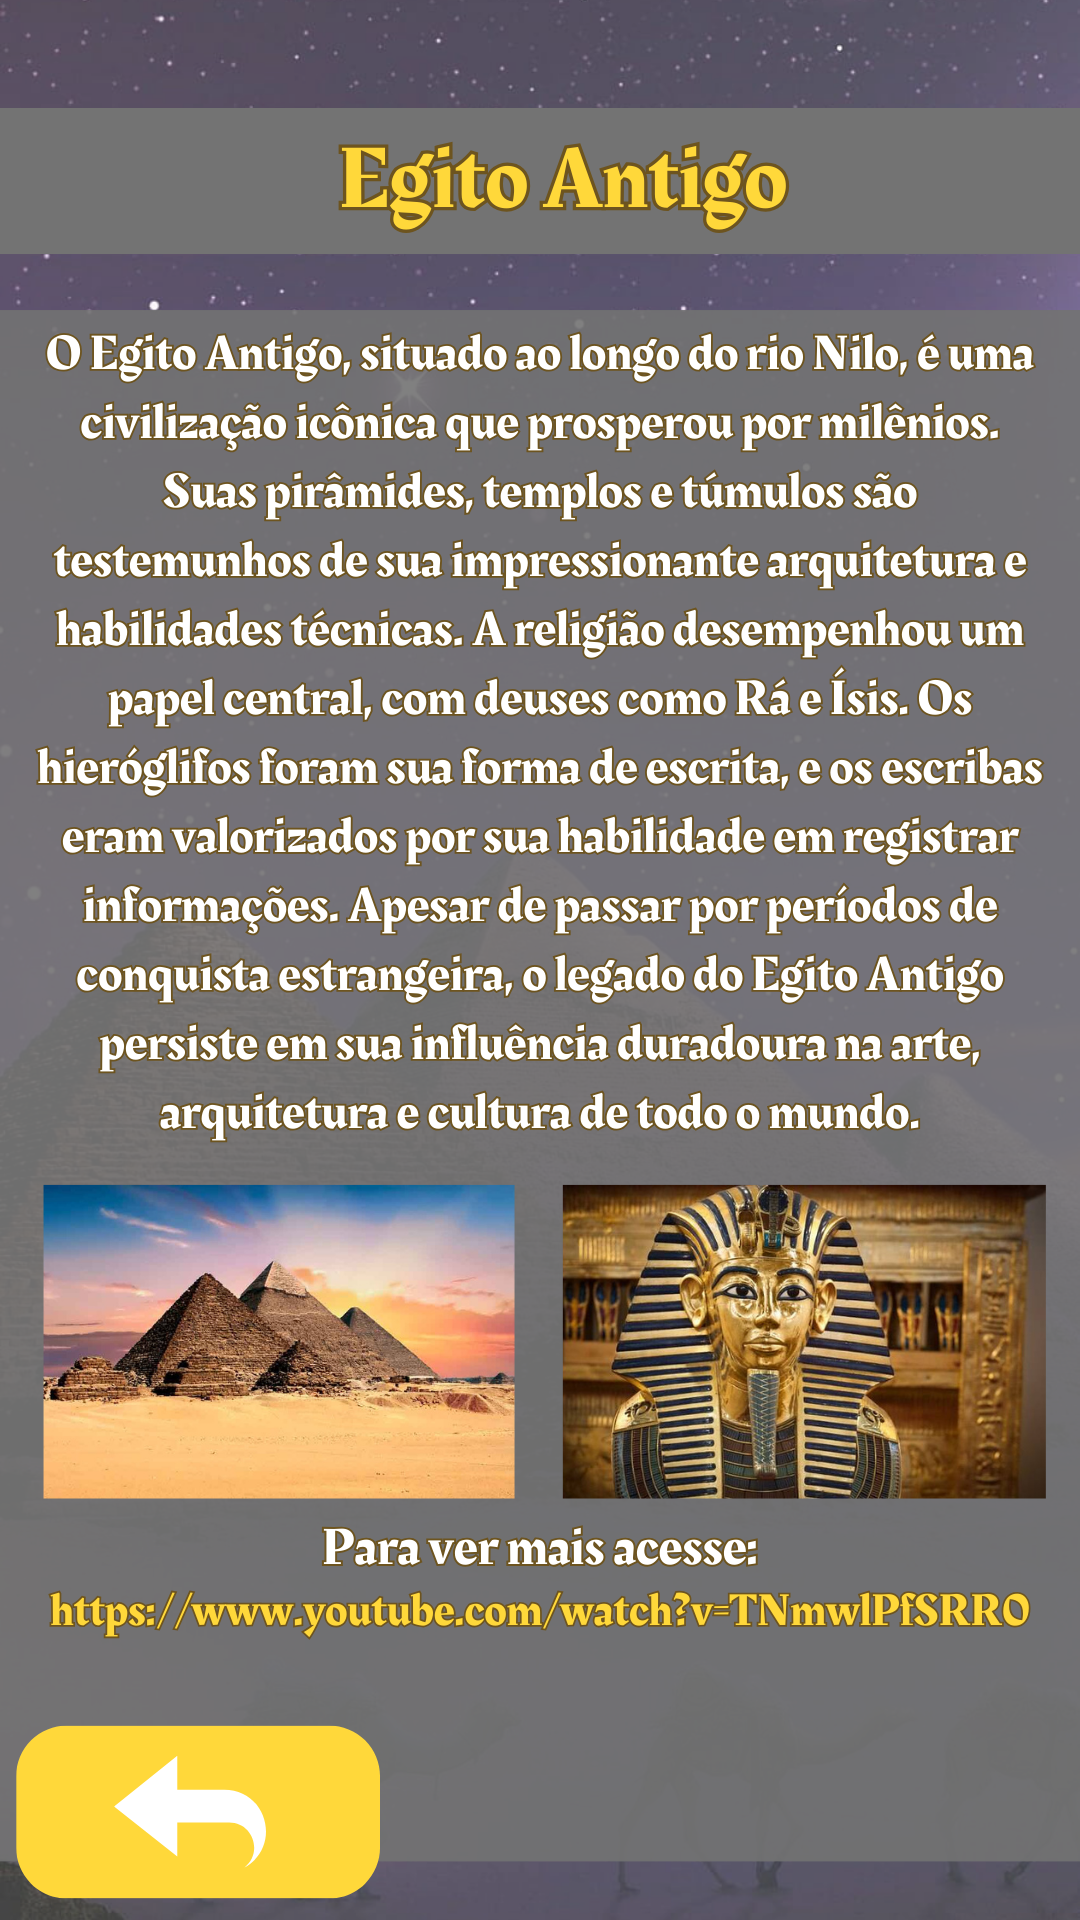 Egito Antigo
O Egito Antigo, situado ao longo do rio Nilo, é uma
civilização icônica que prosperou por milênios.
Suas pirâmides, templos e túmulos são
testemunhos de sua impressionante arquitetura e
habilidades técnicas. A religião desempenhou um
papel central, com deuses como Rá e Ísis. Os
hieróglifos foram sua forma de escrita, e os escribas
eram valorizados por sua habilidade em registrar
informações. Apesar de passar por períodos de
conquista estrangeira, o legado do Egito Antigo
persiste em sua influência duradoura na arte,
arquitetura e cultura de todo o mundo.
Para ver mais acesse:
https://www.youtube.com/watch?v=TNmwlPfSRR0